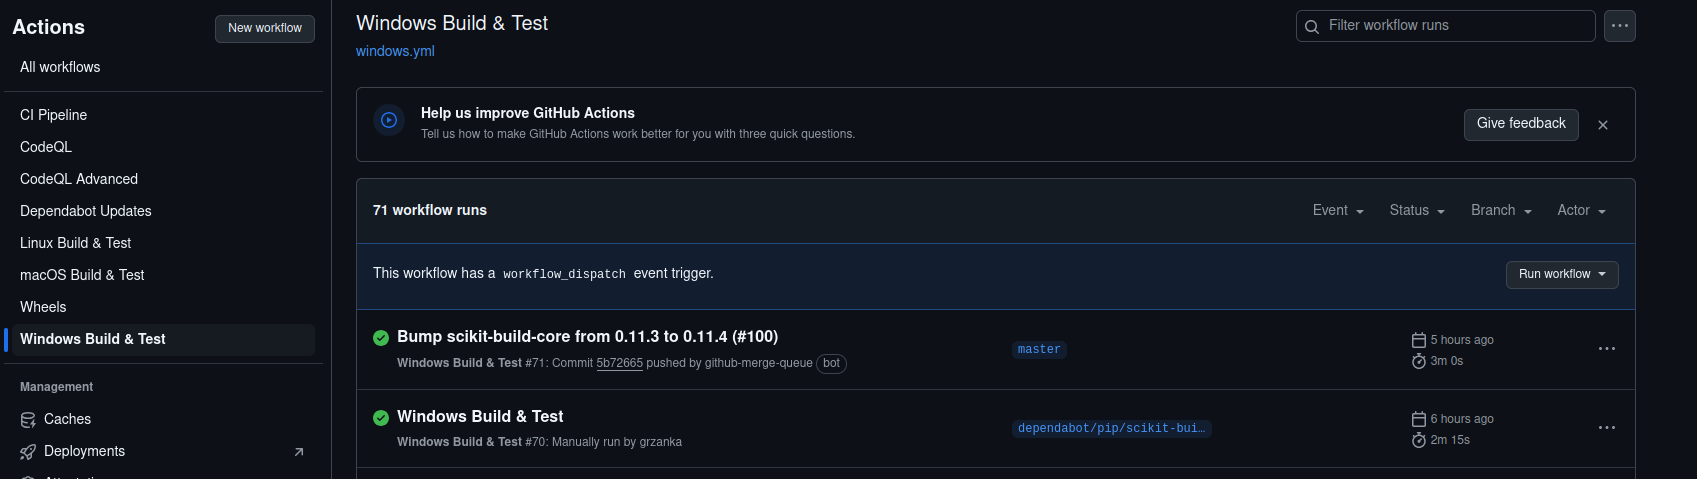 Actions
New workflow
All workflows
CI Pipeline
CodeQL
CodeQL Advanced
Dependabot Updates
Linux Build & Test
macOS Build & Test
Wheels
Windows Build & Test
Management
Caches
Deployments
Windows Build & Test
windows.yml
Filter workflow runs
Help us improve GitHub Actions
Tell us how to make GitHub Actions work better for you with three quick questions.
Give feedback
71 workflow runs
Event Status Branch Actor
This workflow has a workflow_dispatch event trigger.
Run workflow
Bump scikit-build-core from 0.11.3 to 0.11.4 (#100)
Windows Build & Test #71: Commit 5b72665 pushed by github-merge-queue bot
master
5 hours ago
3m 0s
Windows Build & Test
Windows Build & Test #70: Manually run by grzanka
dependabot/pip/scikit-bui…
6 hours ago
2m 15s